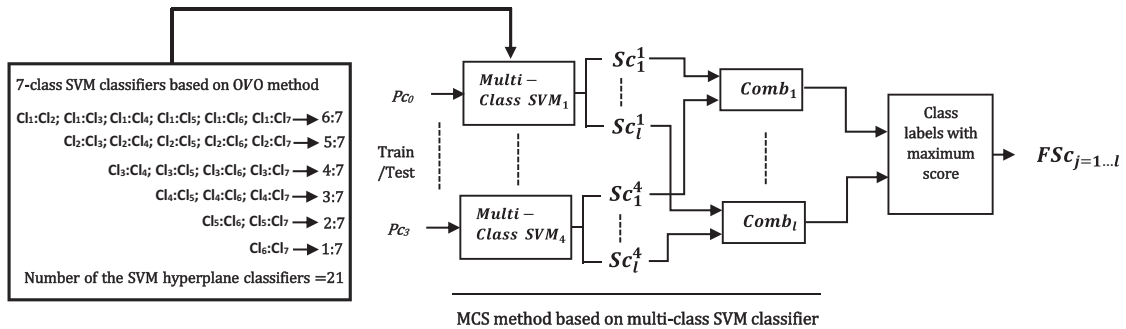 7-class SVM classifiers based on OVO method
Cl₁:Cl₂; Cl₁:Cl₃; Cl₁:Cl₄; Cl₁:Cl₅; Cl₁:Cl₆; Cl₁:Cl₇ → 6:7
Cl₂:Cl₃; Cl₂:Cl₄; Cl₂:Cl₅; Cl₂:Cl₆; Cl₂:Cl₇ → 5:7
Cl₃:Cl₄; Cl₃:Cl₅; Cl₃:Cl₆; Cl₃:Cl₇ → 4:7
Cl₄:Cl₅; Cl₄:Cl₆; Cl₄:Cl₇ → 3:7
Cl₅:Cl₆; Cl₅:Cl₇ → 2:7
Cl₆:Cl₇ → 1:7
Number of the SVM hyperplane classifiers =21
Pc₀
Train
/Test
Pc₃
Multi −
Class SVM₁
Multi −
Class SVM₄
Sc₁¹
Scₗ¹
Sc₁⁴
Scₗ⁴
Comb₁
Combₗ
Class
labels with
maximum
score
FSc_{j=1…l}
MCS method based on multi-class SVM classifier